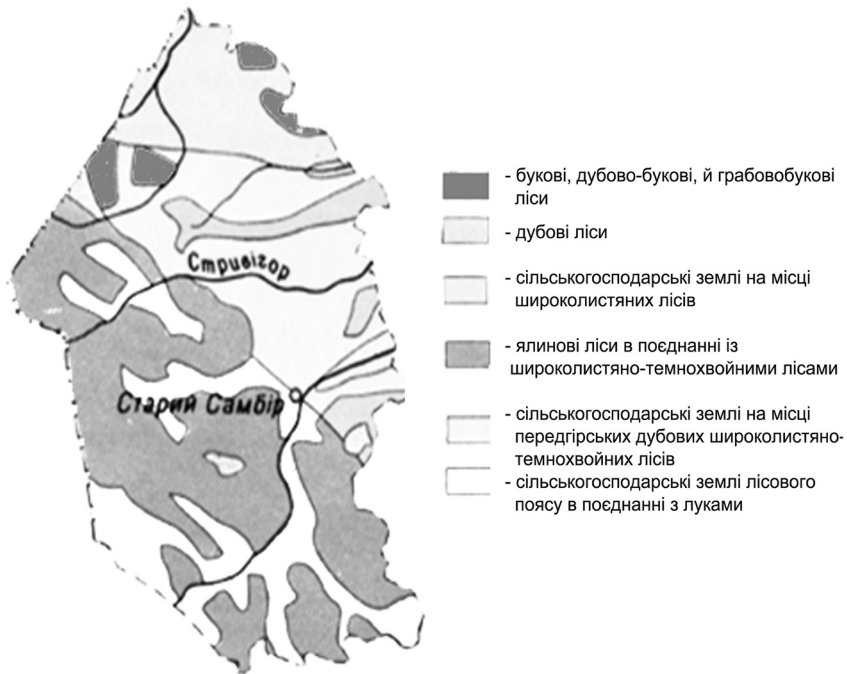 Стривігор
Старий Самбір
- букові, дубово-букові, й грабовобукові
ліси
- дубові ліси
- сільськогосподарські землі на місці
широколистяних лісів
- ялинові ліси в поєднанні із
широколистяно-темнохвойними лісами
- сільськогосподарські землі на місці
передгірських дубових широколистяно-
темнохвойних лісів
- сільськогосподарські землі лісового
поясу в поєднанні з луками